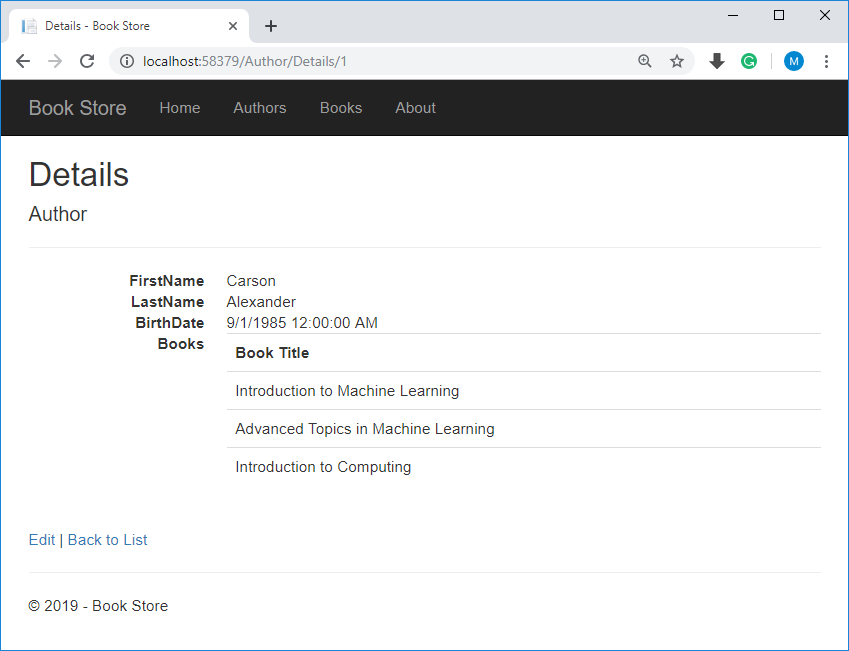 Details - Book Store
localhost:58379/Author/Details/1
M
Book Store Home Authors Books About
Details
Author
FirstName Carson
LastName Alexander
BirthDate 9/1/1985 12:00:00 AM
Books
Book Title
Introduction to Machine Learning
Advanced Topics in Machine Learning
Introduction to Computing
Edit | Back to List
© 2019 - Book Store